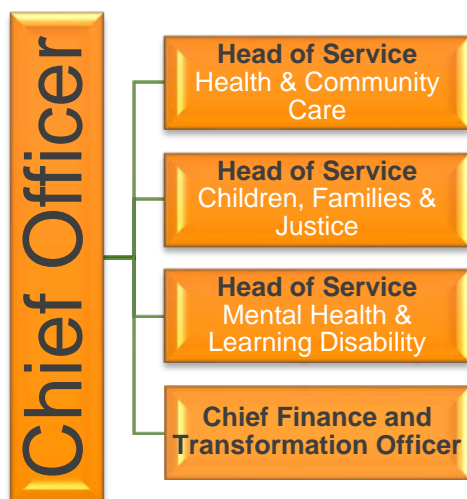 Chief Officer
Head of Service
Health & Community
Care
Head of Service
Children, Families &
Justice
Head of Service
Mental Health &
Learning Disability
Chief Finance and
Transformation Officer